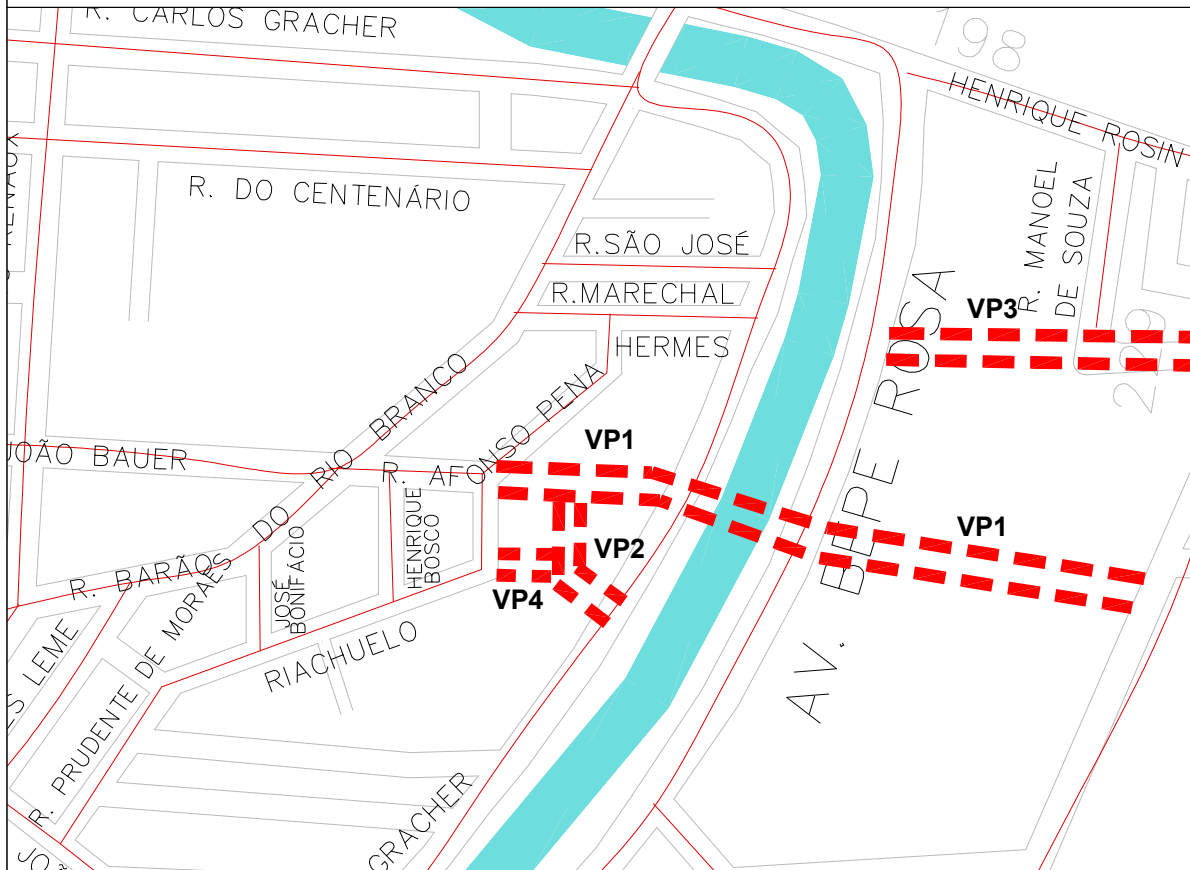 R. CARLOS GRACHER
198
HENRIQUE ROSIN
R. DO CENTENÁRIO
R. MANOEL
DE SOUZA
R.SÃO JOSÉ
R.MARECHAL
HERMES
VP3
229
AV. BEPE ROSA
R. BARÃO DO RIO BRANCO
JOÃO BAUER
R. AFONSO PENA
VP1
HENRIQUE
BOSCO
VP2
VP1
JOSÉ
BONIFÁCIO
VP4
RIACHUELO
R. PRUDENTE DE MORAES
LEME
GRACHER